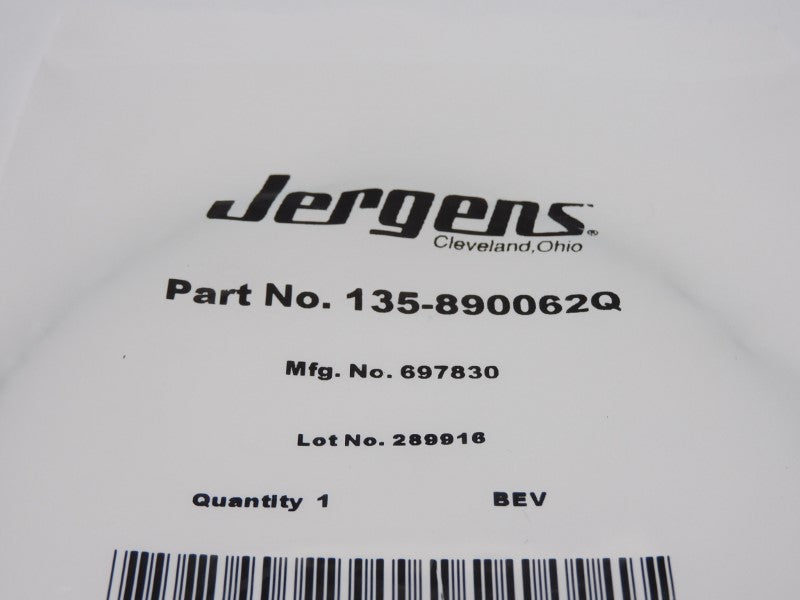 Jergens®
Cleveland, Ohio
Part No. 135-890062Q
Mfg. No. 697830
Lot No. 289916
Quantity 1 BEV